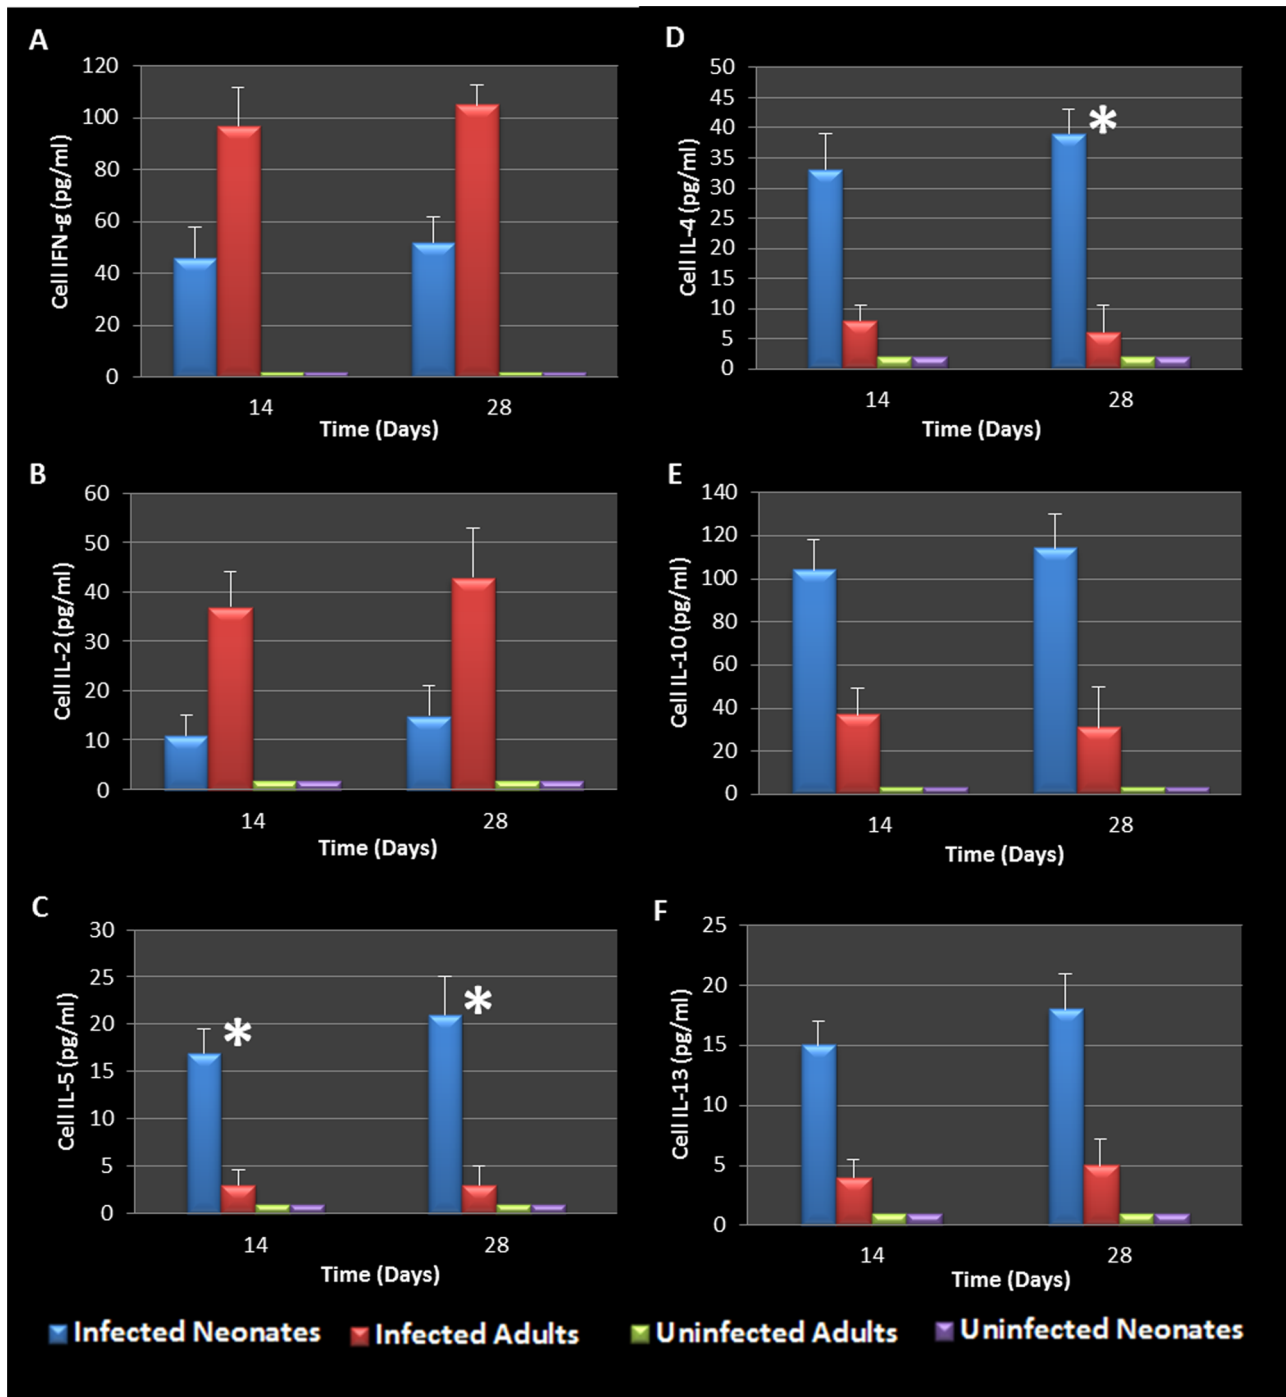 A
Cell IFN-g (pg/ml)
120
100
80
60
40
20
0
14 28
Time (Days)
B
Cell IL-2 (pg/ml)
60
50
40
30
20
10
0
14 28
Time (Days)
C
Cell IL-5 (pg/ml)
30
25
20
15
10
5
0
* *
14 28
Time (Days)
D
Cell IL-4 (pg/ml)
50
45
40
35
30
25
20
15
10
5
0
*
14 28
Time (Days)
E
Cell IL-10 (pg/ml)
140
120
100
80
60
40
20
0
14 28
Time (Days)
F
Cell IL-13 (pg/ml)
25
20
15
10
5
0
14 28
Time (Days)
Infected Neonates Infected Adults Uninfected Adults Uninfected Neonates